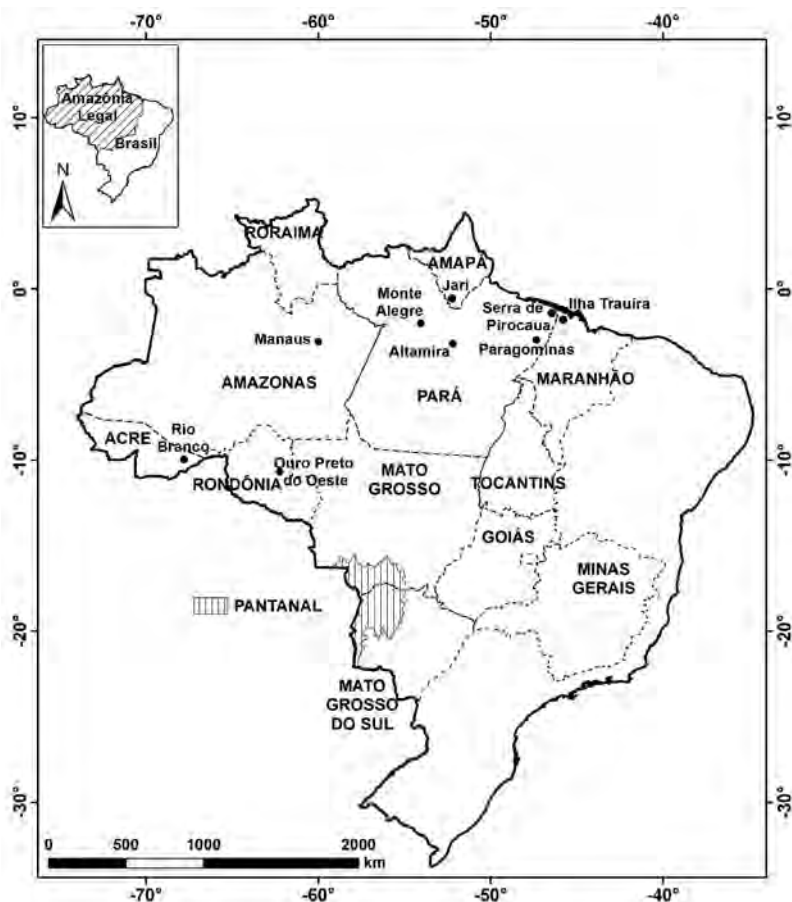 -70°
-60°
-50°
-40°
Amazônia
Legal
Brasil
N
10°
10°
RORAIMA
AMAPÁ
Jari
0°
0°
Monte
Alegre
Serra de
Pirocaua
Ilha Trauíra
Manaus
Altamira
Paragominas
AMAZONAS
PARÁ
MARANHÃO
ACRE
Rio
Branco
-10°
-10°
Ouro Preto
do Oeste
RONDÔNIA
MATO
GROSSO
TOCANTINS
GOIÁS
MINAS
GERAIS
PANTANAL
-20°
-20°
MATO
GROSSO
DO SUL
-30°
-30°
0
500
1000
2000
km
-70°
-60°
-50°
-40°